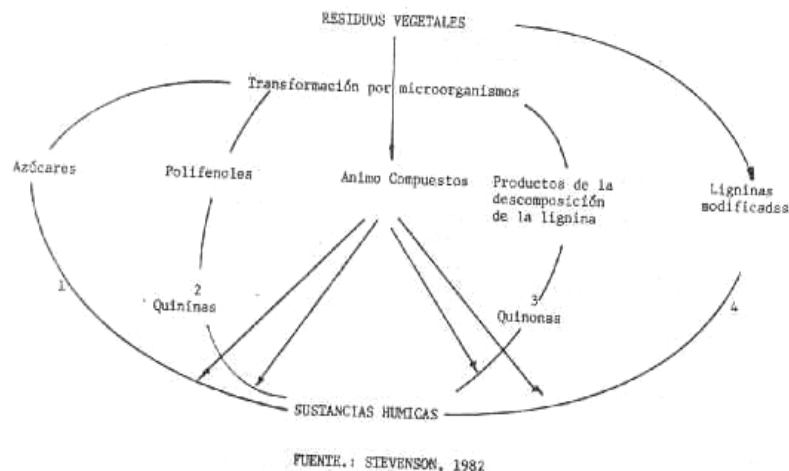 RESIDUOS VEGETALES
Transformación por microorganismos
Azúcares
Polifenoles
Animo Compuestos
Productos de la
descomposición
de la lignina
Ligninas
modificadas
1
2
Quininas
3
Quinonas
4
SUSTANCIAS HUMICAS
FUENTE.: STEVENSON, 1982